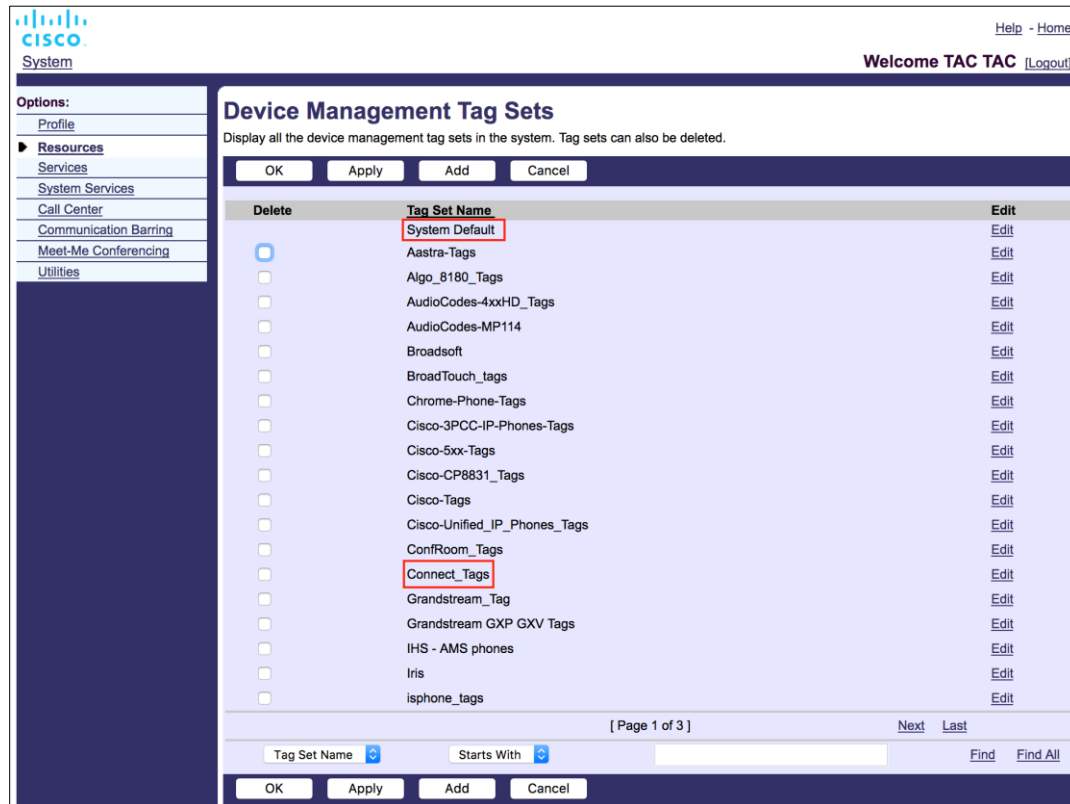 CISCO
Help - Home
System
Welcome TAC TAC [Logout]
Options:
Profile
Resources
Services
System Services
Call Center
Communication Barring
Meet-Me Conferencing
Utilities
Device Management Tag Sets
Display all the device management tag sets in the system. Tag sets can also be deleted.
OK Apply Add Cancel
Delete Tag Set Name Edit
System Default Edit
Aastra-Tags Edit
Algo_8180_Tags Edit
AudioCodes-4xxHD_Tags Edit
AudioCodes-MP114 Edit
Broadsoft Edit
BroadTouch_tags Edit
Chrome-Phone-Tags Edit
Cisco-3PCC-IP-Phones-Tags Edit
Cisco-5xx-Tags Edit
Cisco-CP8831_Tags Edit
Cisco-Tags Edit
Cisco-Unified_IP_Phones_Tags Edit
ConfRoom_Tags Edit
Connect_Tags Edit
Grandstream_Tag Edit
Grandstream GXP GXV Tags Edit
IHS - AMS phones Edit
Iris Edit
isphone_tags Edit
[ Page 1 of 3 ] Next Last
Tag Set Name Starts With Find Find All
OK Apply Add Cancel